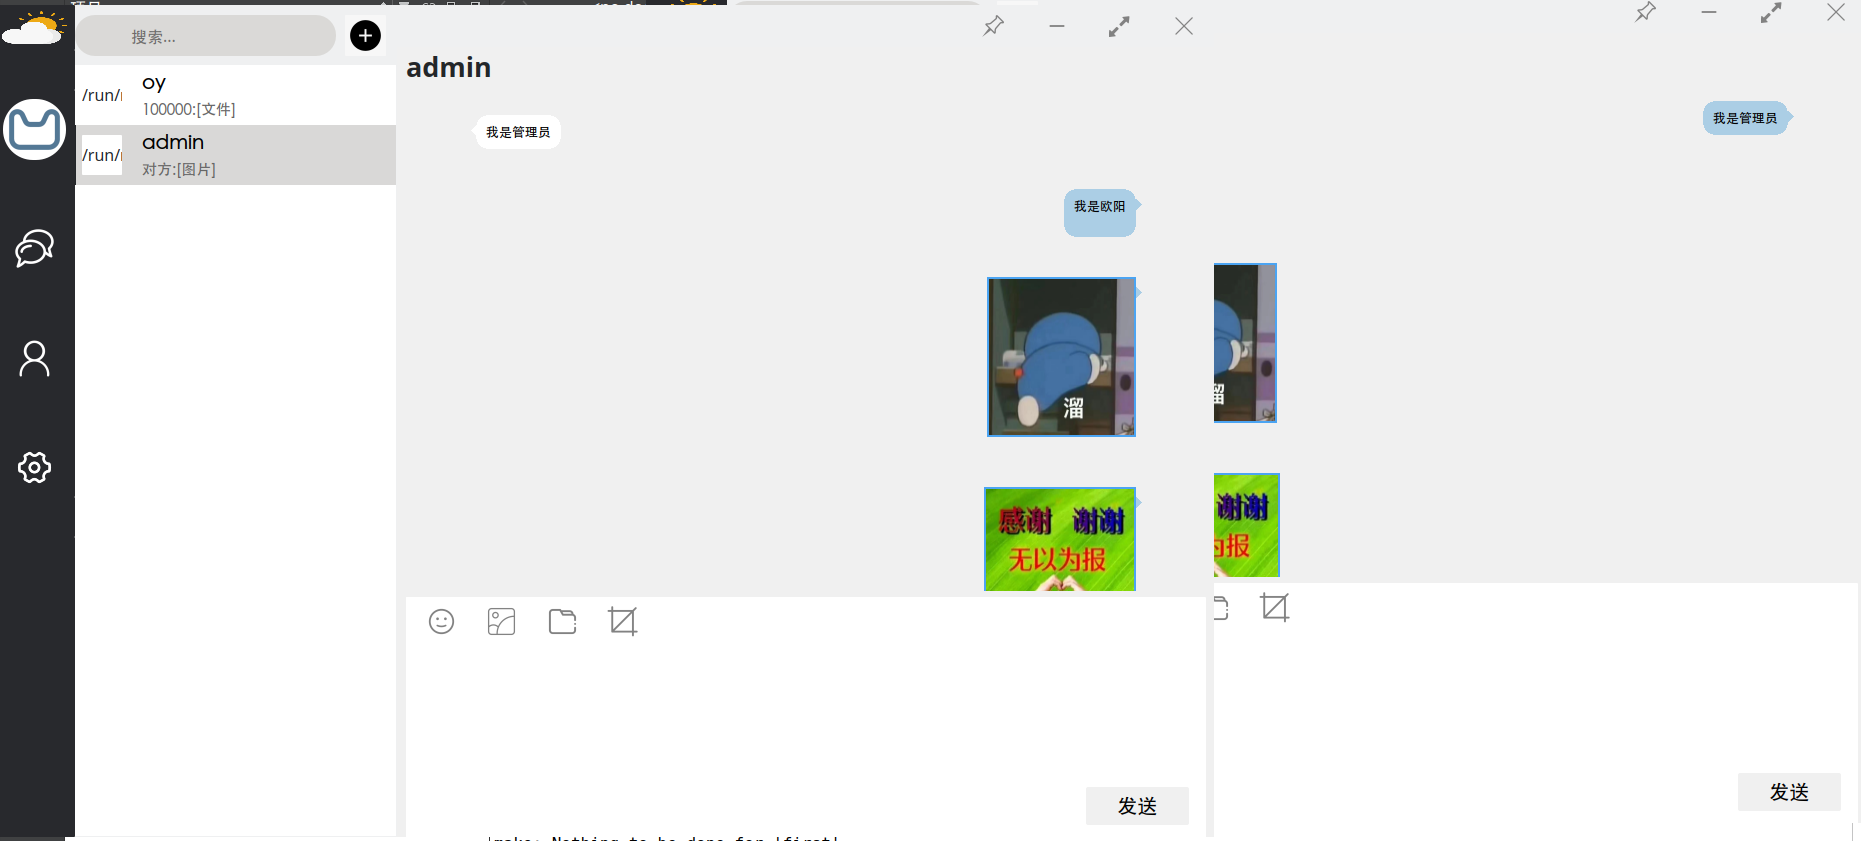 搜索...
oy
/run/
100000:[文件]
admin
/run/
对方:[图片]
admin
我是管理员
我是欧阳
溜
感谢 谢谢
无以为报
发送
我是管理员
溜
谢谢
为报
发送
make: Nothing to be done for 'first'